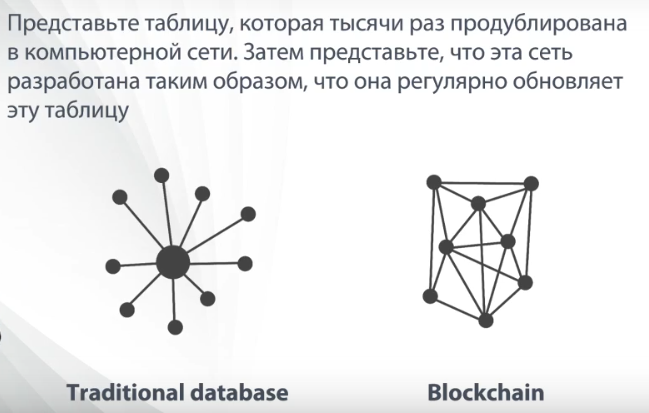 Представьте таблицу, которая тысячи раз продублирована
в компьютерной сети. Затем представьте, что эта сеть
разработана таким образом, что она регулярно обновляет
эту таблицу
Traditional database
Blockchain